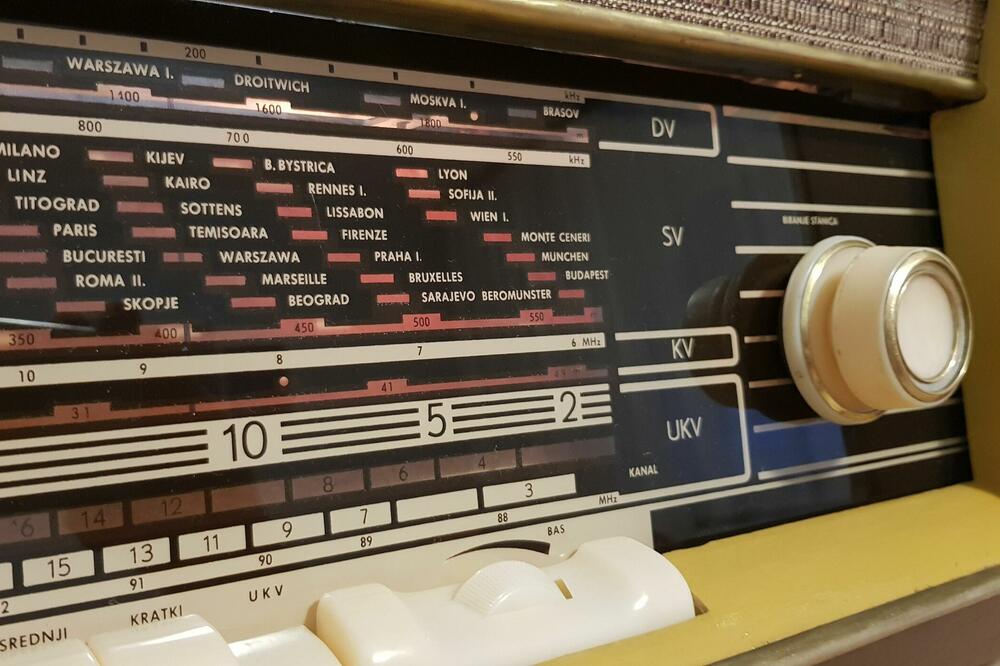 200 kHz
WARSZAWA I. DROITWICH MOSKVA I. BRASOV
1400 1600 1800 m
DV
800 700 600 550 kHz
MILANO KIJEV B.BYSTRICA LYON
LINZ KAIRO RENNES I. SOFIJA II.
TITOGRAD SOTTENS LISSABON WIEN I.
PARIS TEMISOARA FIRENZE MONTE CENERI
BUCURESTI WARSZAWA PRAHA I. MUNCHEN
ROMA II. MARSEILLE BRUXELLES BUDAPEST
SKOPJE BEOGRAD SARAJEVO BEROMUNSTER
SV
BIRANJE STANICA
350 400 450 500 550 m
10 9 8 7 6 MHz
KV
31 41 49 m
10 5 2
UKV
KANAL
16 14 12 8 6 4
15 13 11 9 7 3
91 90 89 88 MHz
SREDNJI KRATKI UKV BAS